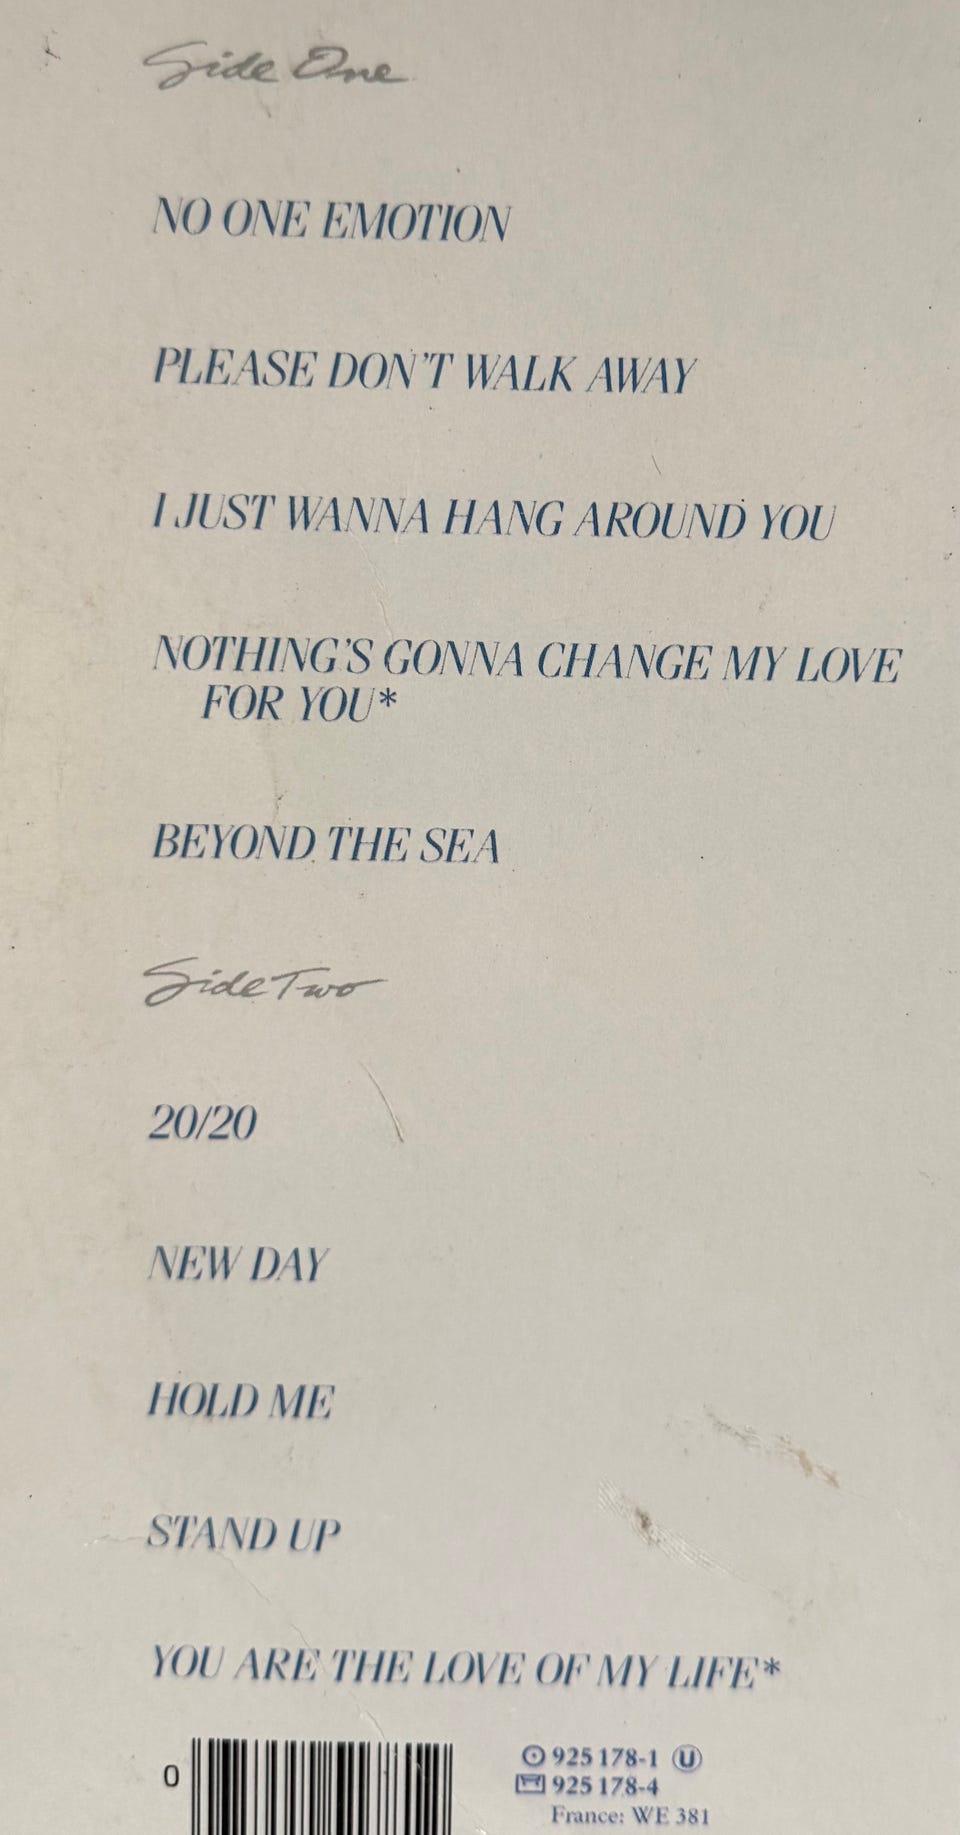 Side One
NO ONE EMOTION
PLEASE DON'T WALK AWAY
I JUST WANNA HANG AROUND YOU
NOTHING'S GONNA CHANGE MY LOVE
FOR YOU*
BEYOND THE SEA
Side Two
20/20
NEW DAY
HOLD ME
STAND UP
YOU ARE THE LOVE OF MY LIFE*
0
925 178-1 U
925 178-4
France: WE 381